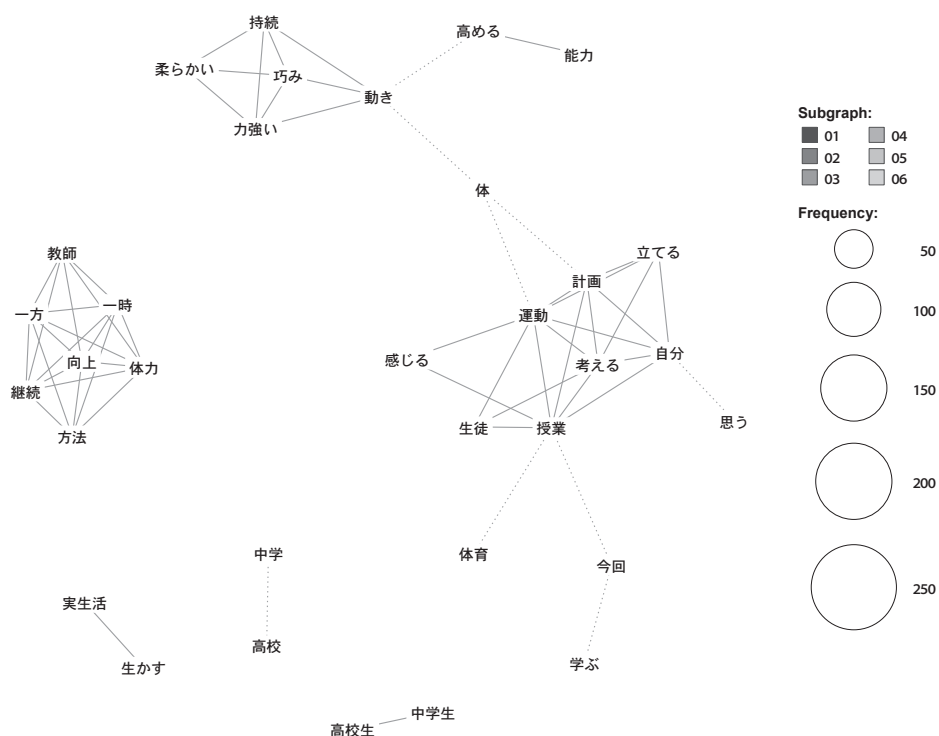 持続
高める
能力
柔らかい
巧み
動き
力強い
体
教師
一方
一時
向上
体力
継続
方法
立てる
計画
運動
感じる
考える
自分
生徒
授業
思う
体育
今回
学ぶ
中学
高校
実生活
生かす
中学生
高校生
Subgraph:
01
04
02
05
03
06
Frequency:
50
100
150
200
250